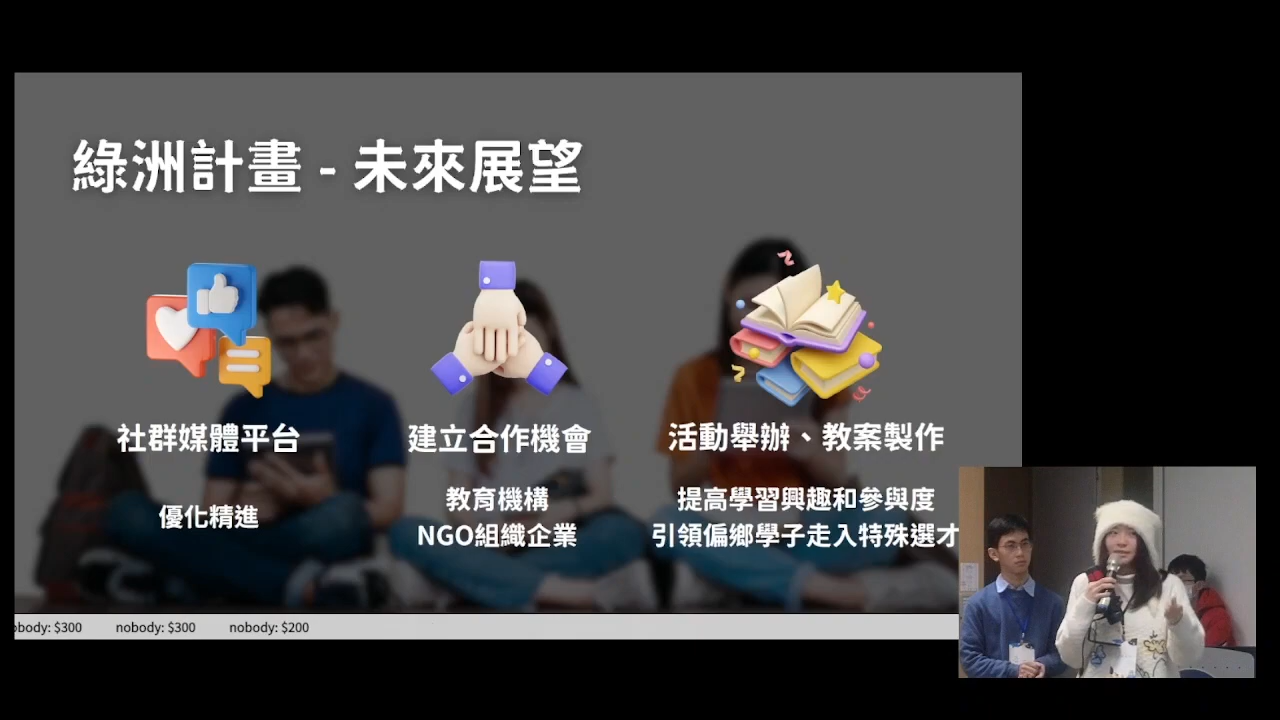 綠洲計畫 - 未來展望
社群媒體平台
優化精進
建立合作機會
教育機構
NGO組織企業
活動舉辦、教案製作
提高學習興趣和參與度
引領偏鄉學子走入特殊選才
obody: $300 nobody: $300 nobody: $200